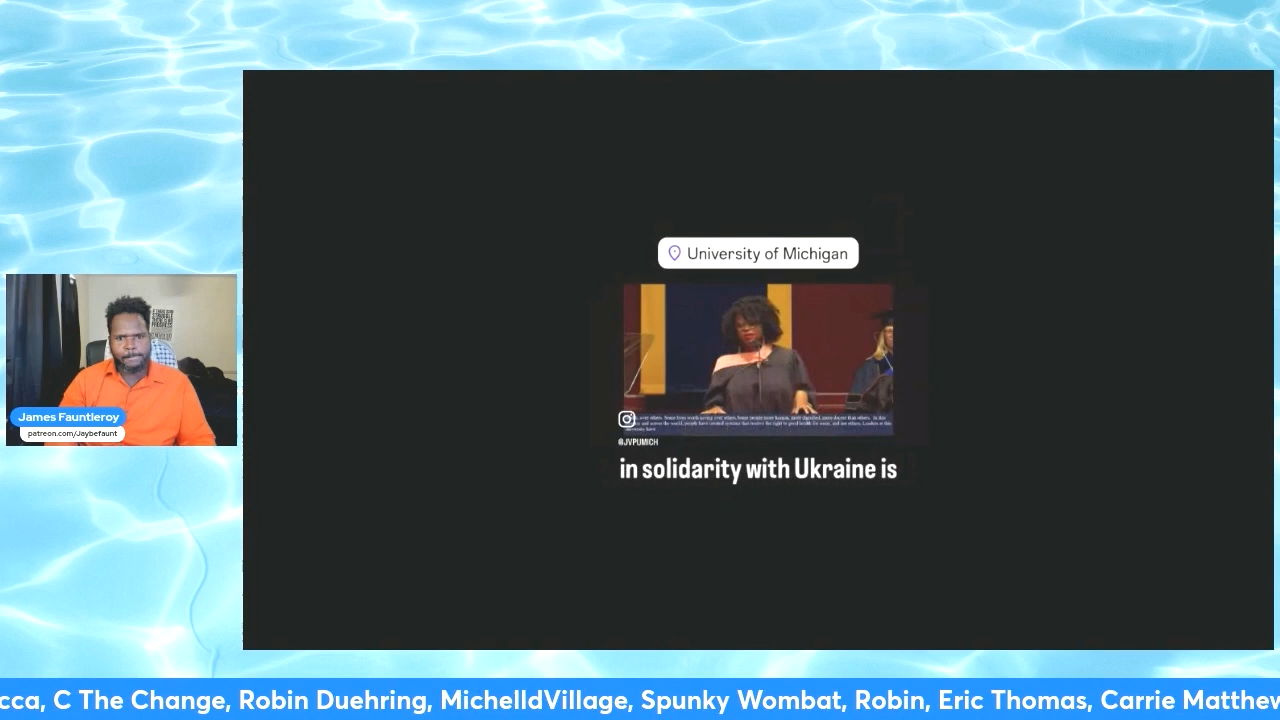 University of Michigan
James Fauntleroy
patreon.com/Jaybefaunt
@JVPUMICH
in solidarity with Ukraine is
cca, C The Change, Robin Duehring, MichelldVillage, Spunky Wombat, Robin, Eric Thomas, Carrie Matthew